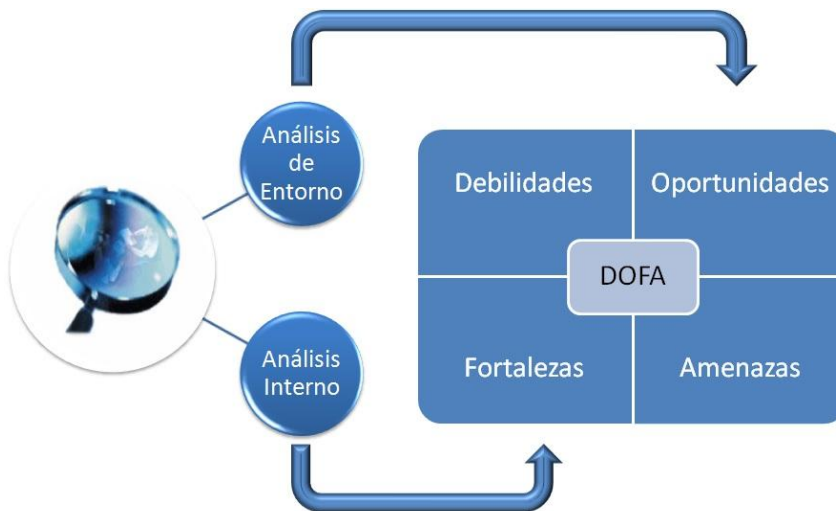 Análisis
de
Entorno
Análisis
Interno
Debilidades
Oportunidades
DOFA
Fortalezas
Amenazas